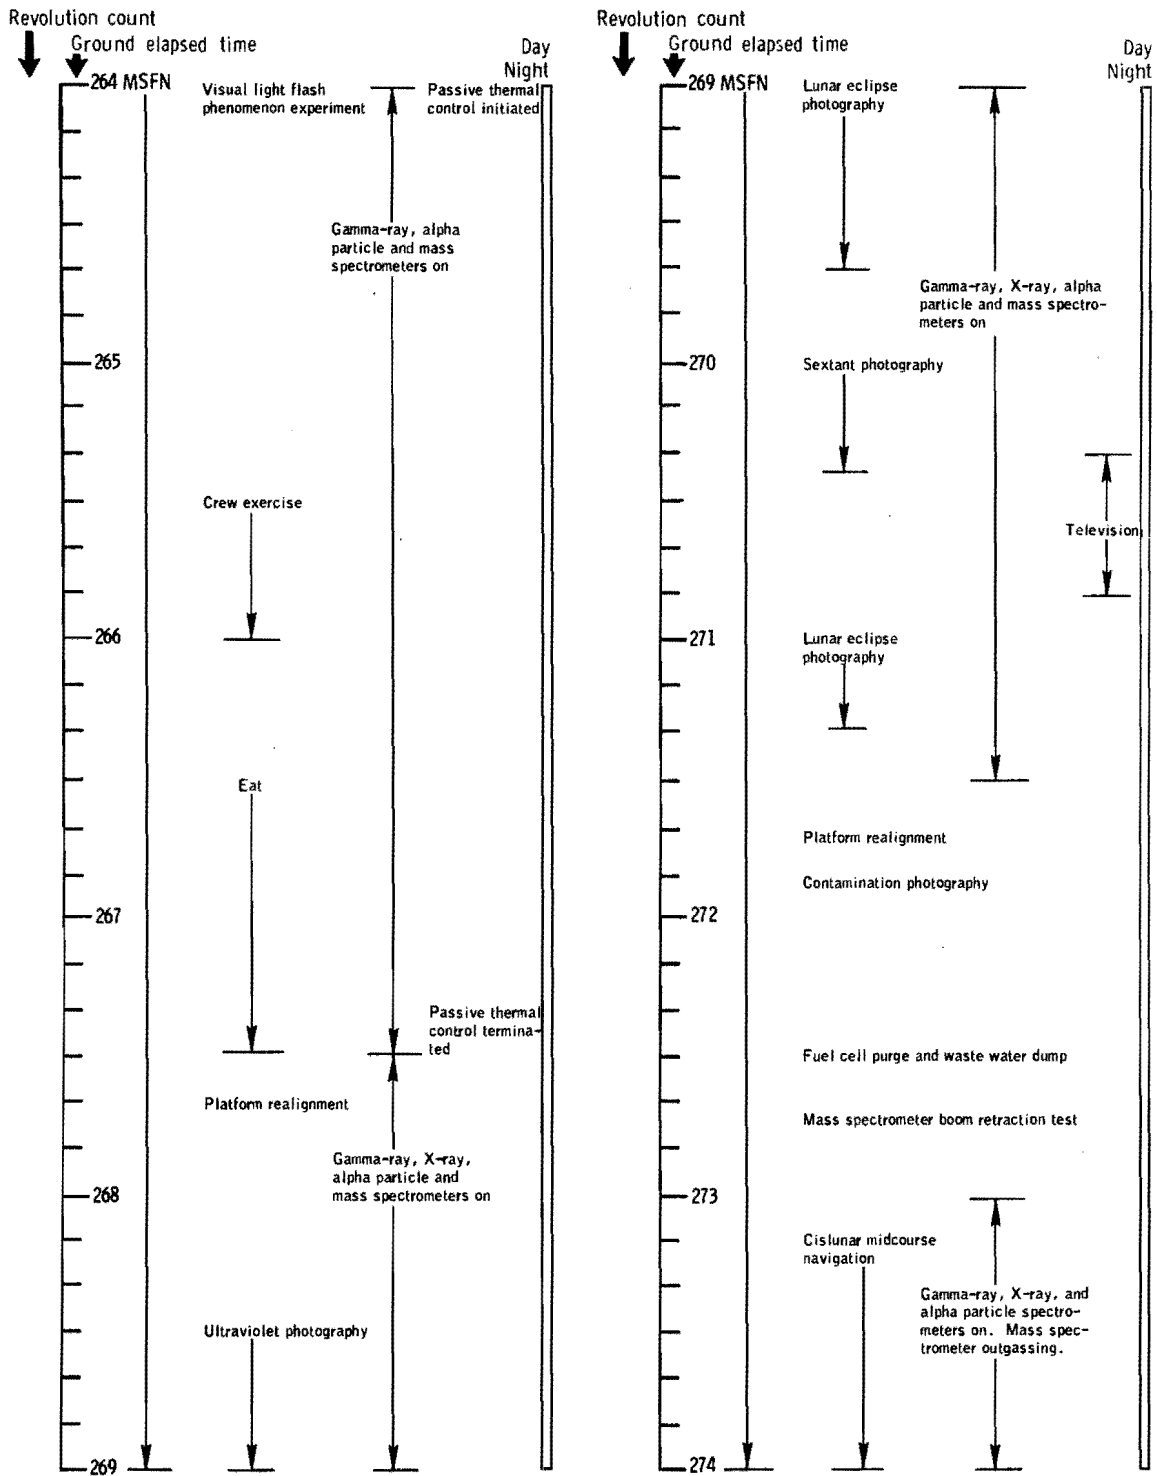 Revolution count
Ground elapsed time
Day
Night
264 MSFN
Visual light flash
phenomenon experiment
Passive thermal
control initiated
Gamma-ray, alpha
particle and mass
spectrometers on
265
Crew exercise
266
Eat
267
Passive thermal
control termina-
ted
Platform realignment
Gamma-ray, X-ray,
alpha particle and
mass spectrometers on
268
Ultraviolet photography
269
Revolution count
Ground elapsed time
Day
Night
269 MSFN
Lunar eclipse
photography
Gamma-ray, X-ray, alpha
particle and mass spectro-
meters on
270
Sextant photography
Television
271
Lunar eclipse
photography
Platform realignment
Contamination photography
272
Fuel cell purge and waste water dump
Mass spectrometer boom retraction test
273
Cislunar midcourse
navigation
Gamma-ray, X-ray, and
alpha particle spectro-
meters on. Mass spec-
trometer outgassing.
274